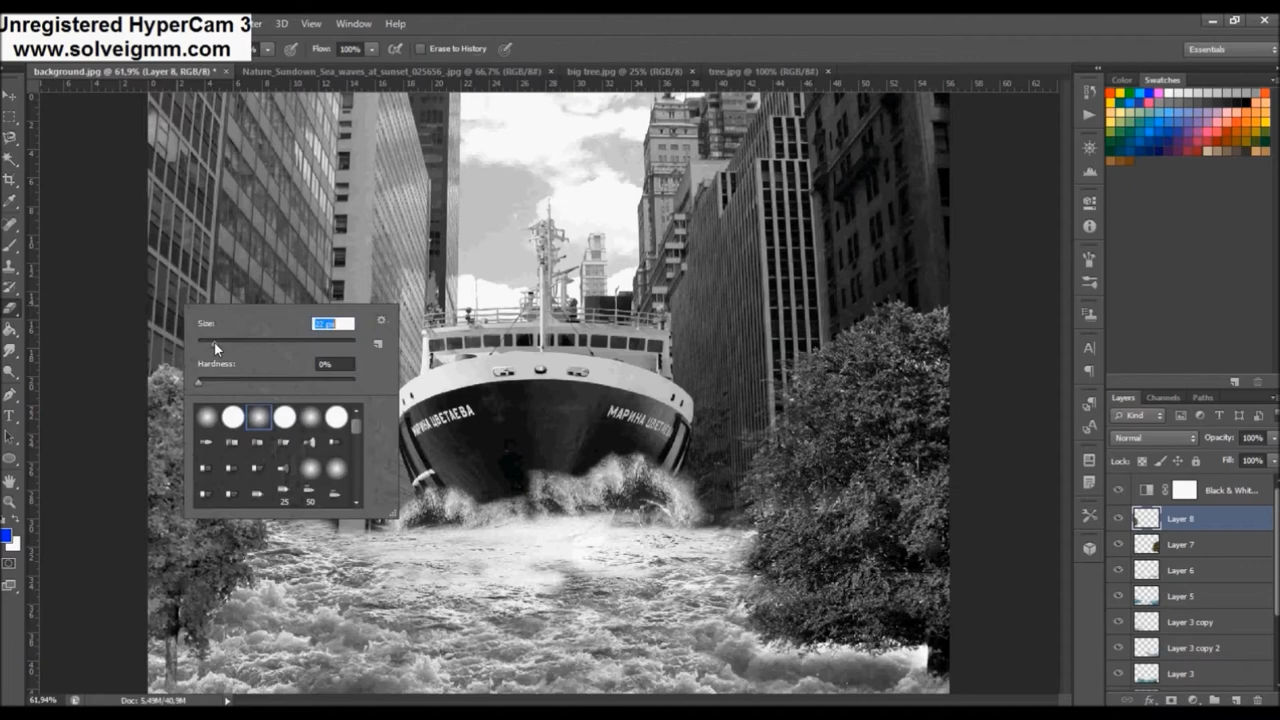 Unregistered HyperCam 3
www.solveigmm.com
3D View Window Help
Flow: 100% Erase to History Essentials
background.jpg @ 61,9% (Layer 8, RGB/8) * × Nature_Sundown_Sea_waves_at_sunset_025656_.jpg @ 66,7% (RGB/8#) × big tree.jpg @ 25% (RGB/8) × tree.jpg @ 100% (RGB/8#) ×
Color Swatches
Size: 22 px
Hardness: 0%
25 50
МАРИНА ЦВЕТАЕВА
МАРИНА ЦВЕТАЕВА
Layers Channels Paths
Kind
Normal Opacity: 100%
Lock: Fill: 100%
Black & Whit...
Layer 8
Layer 7
Layer 6
Layer 5
Layer 3 copy
Layer 3 copy 2
Layer 3
61,94% Doc: 5,49M/40,9M